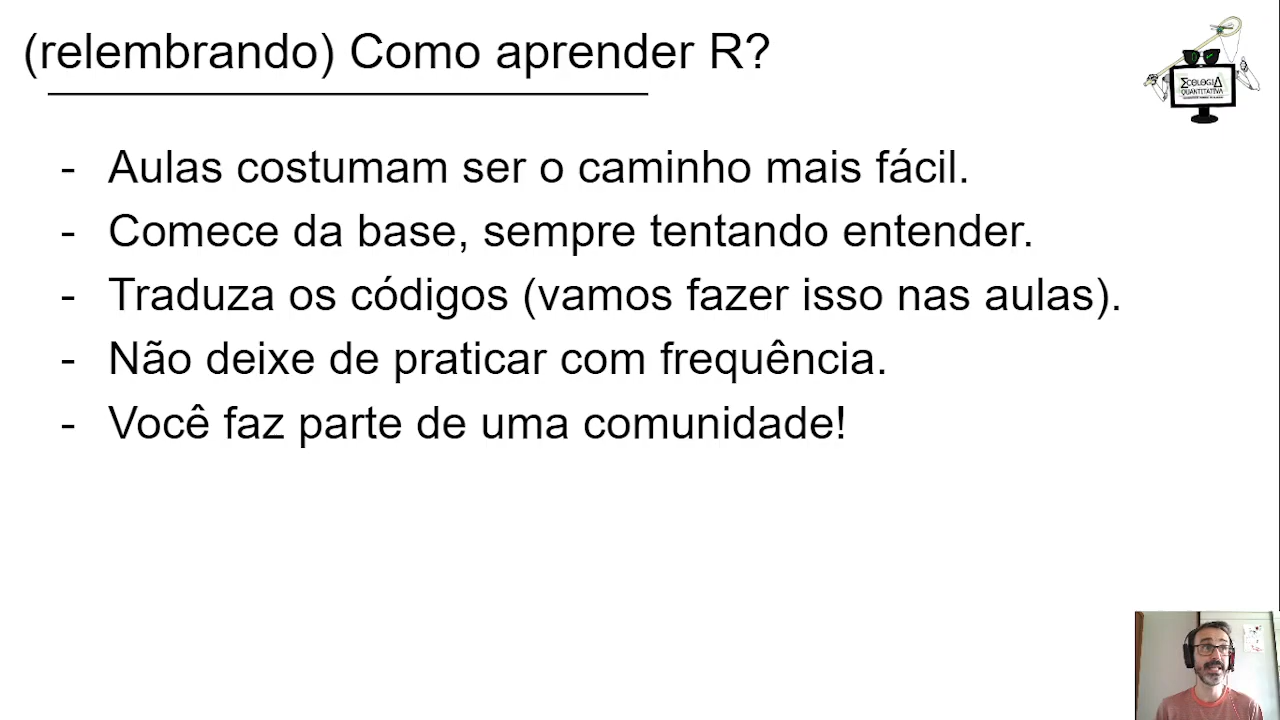 (relembrando) Como aprender R?
ECOLOGIA
QUANTITATIVA
- Aulas costumam ser o caminho mais fácil.
- Comece da base, sempre tentando entender.
- Traduza os códigos (vamos fazer isso nas aulas).
- Não deixe de praticar com frequência.
- Você faz parte de uma comunidade!